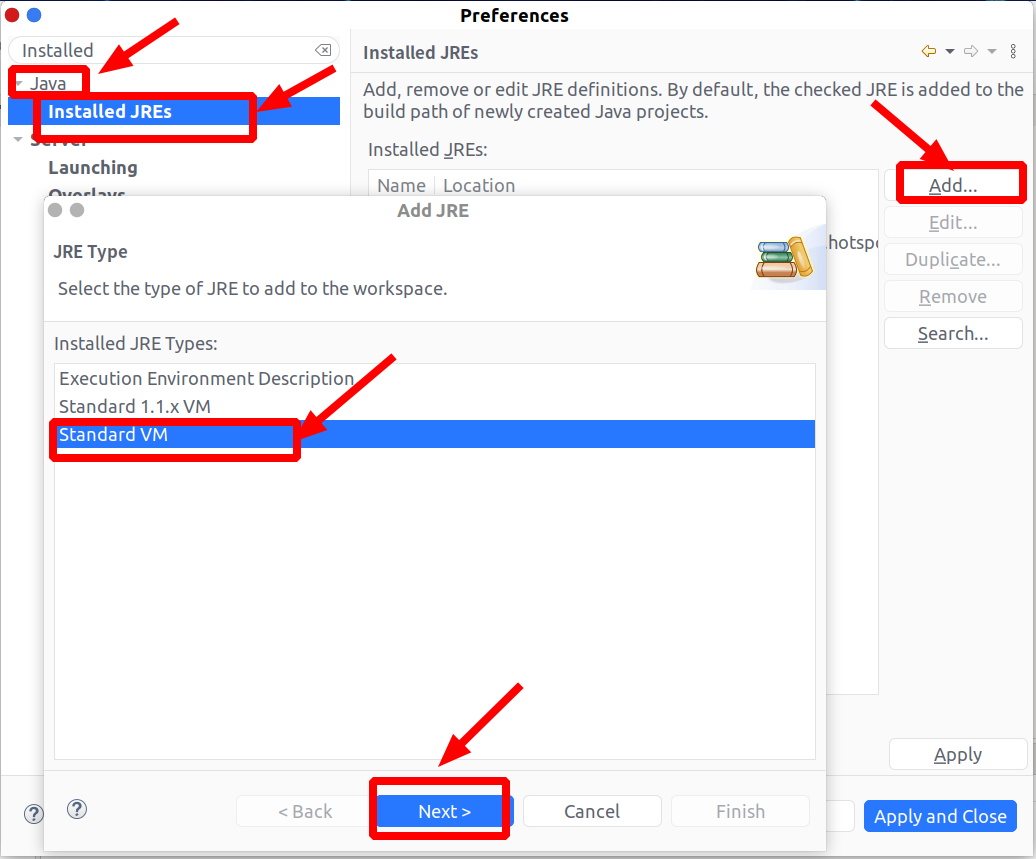 Preferences
Installed
Java
Installed JREs
Server
Launching
Overlays
Installed JREs
Add, remove or edit JRE definitions. By default, the checked JRE is added to the
build path of newly created Java projects.
Installed JREs:
Name Location
hotspo
Add...
Edit...
Duplicate...
Remove
Search...
Add JRE
JRE Type
Select the type of JRE to add to the workspace.
Installed JRE Types:
Execution Environment Description
Standard 1.1.x VM
Standard VM
< Back
Next >
Cancel
Finish
Apply
Apply and Close
?
?